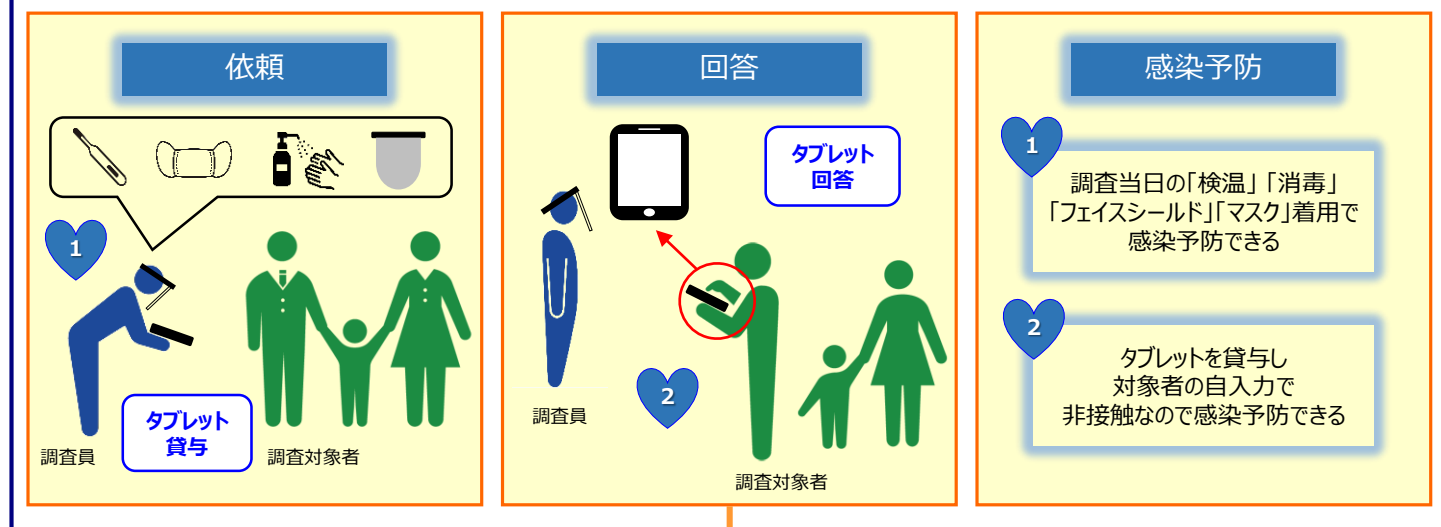 依頼
1
タブレット
貸与
調査員
調査対象者
回答
タブレット
回答
2
調査員
調査対象者
感染予防
1
調査当日の「検温」「消毒」
「フェイスシールド」「マスク」着用で
感染予防できる
2
タブレットを貸与し
対象者の自入力で
非接触なので感染予防できる